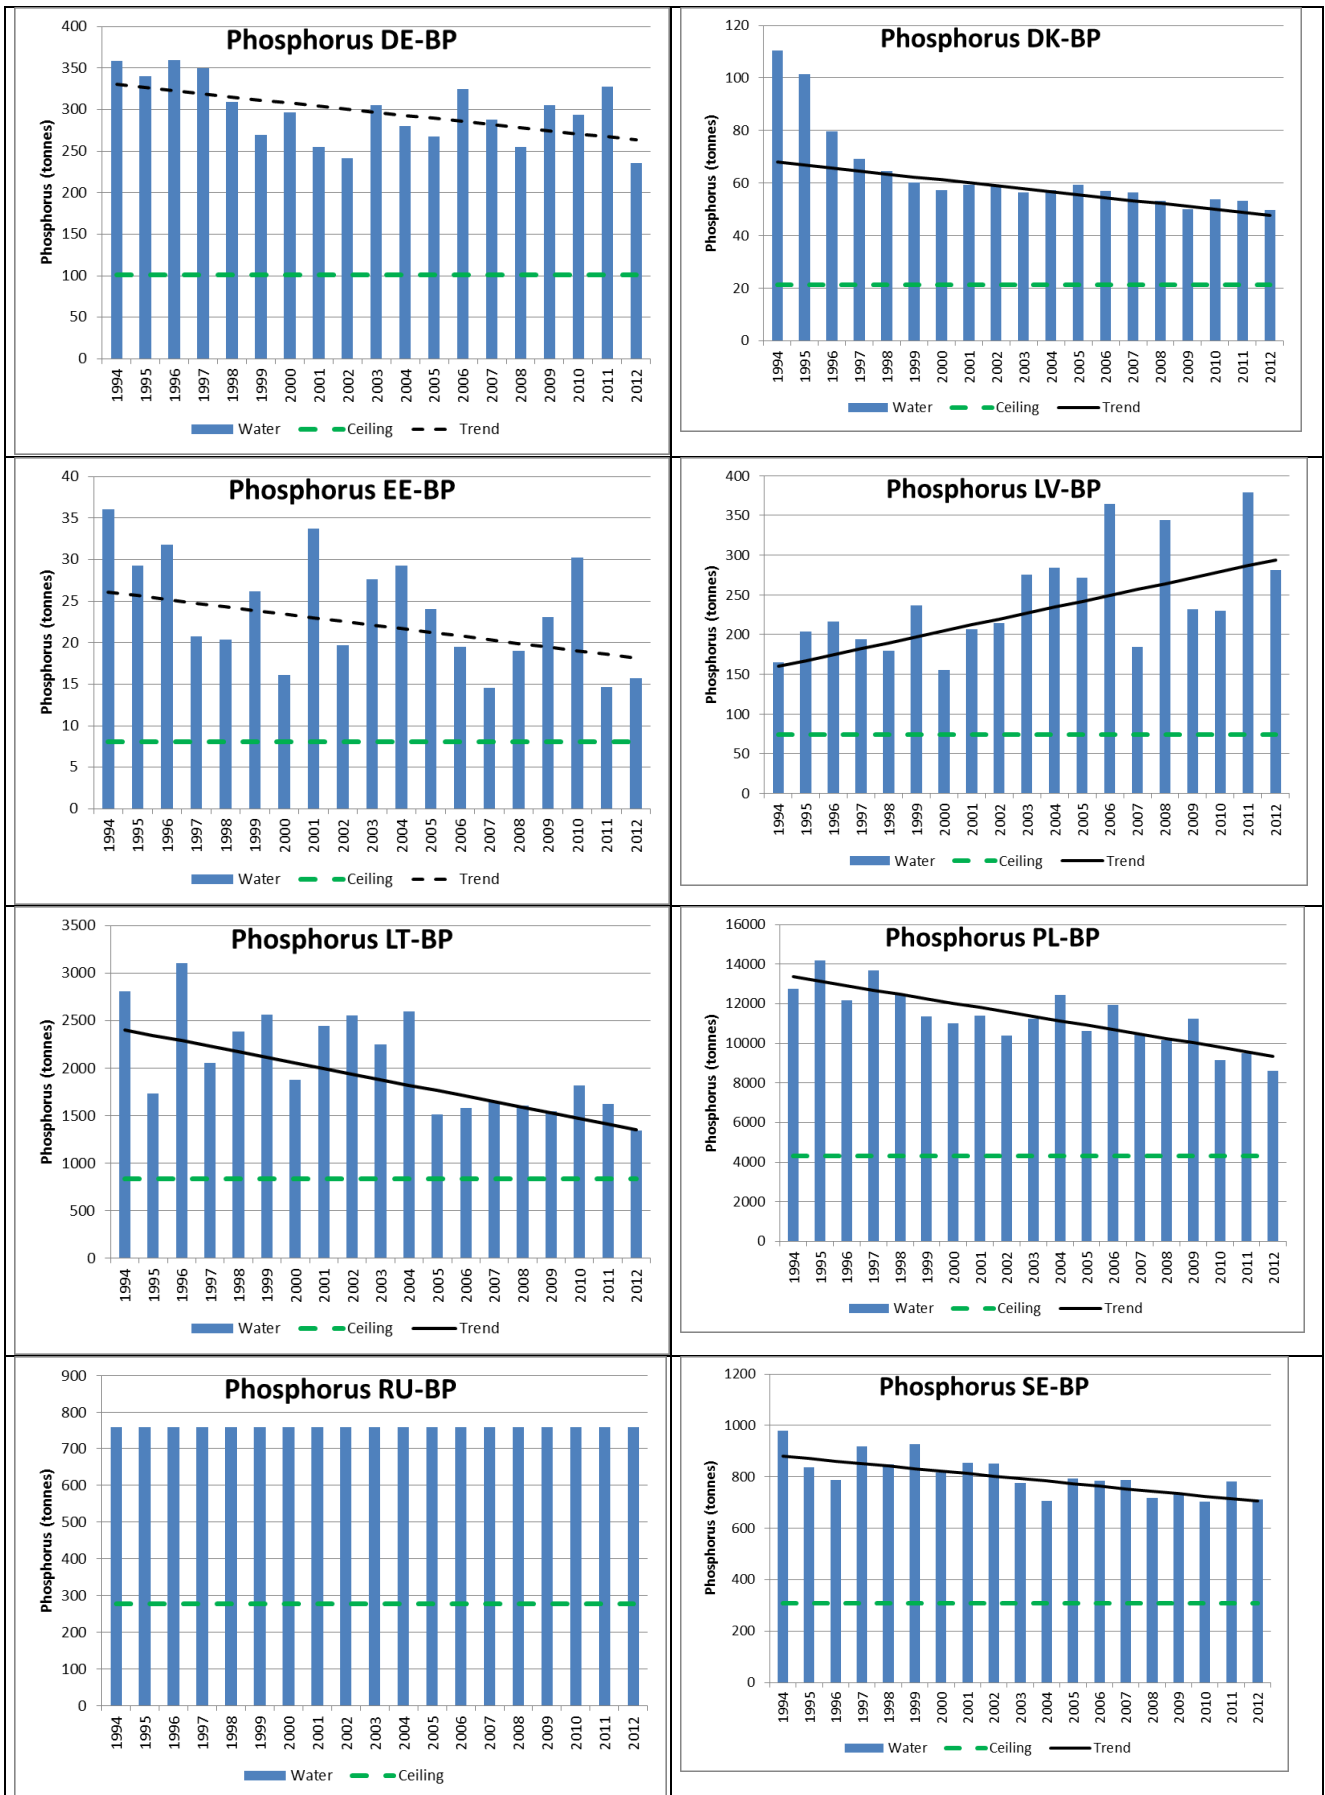 Phosphorus DE-BP
Phosphorus (tonnes)
400
350
300
250
200
150
100
50
0
1994 1995 1996 1997 1998 1999 2000 2001 2002 2003 2004 2005 2006 2007 2008 2009 2010 2011 2012
Water Ceiling Trend
Phosphorus DK-BP
Phosphorus (tonnes)
120
100
80
60
40
20
0
1994 1995 1996 1997 1998 1999 2000 2001 2002 2003 2004 2005 2006 2007 2008 2009 2010 2011 2012
Water Ceiling Trend
Phosphorus EE-BP
Phosphorus (tonnes)
40
35
30
25
20
15
10
5
0
1994 1995 1996 1997 1998 1999 2000 2001 2002 2003 2004 2005 2006 2007 2008 2009 2010 2011 2012
Water Ceiling Trend
Phosphorus LV-BP
Phosphorus (tonnes)
400
350
300
250
200
150
100
50
0
1994 1995 1996 1997 1998 1999 2000 2001 2002 2003 2004 2005 2006 2007 2008 2009 2010 2011 2012
Water Ceiling Trend
Phosphorus LT-BP
Phosphorus (tonnes)
3500
3000
2500
2000
1500
1000
500
0
1994 1995 1996 1997 1998 1999 2000 2001 2002 2003 2004 2005 2006 2007 2008 2009 2010 2011 2012
Water Ceiling Trend
Phosphorus PL-BP
Phosphorus (tonnes)
16000
14000
12000
10000
8000
6000
4000
2000
0
1994 1995 1996 1997 1998 1999 2000 2001 2002 2003 2004 2005 2006 2007 2008 2009 2010 2011 2012
Water Ceiling Trend
Phosphorus RU-BP
Phosphorus (tonnes)
900
800
700
600
500
400
300
200
100
0
1994 1995 1996 1997 1998 1999 2000 2001 2002 2003 2004 2005 2006 2007 2008 2009 2010 2011 2012
Water Ceiling
Phosphorus SE-BP
Phosphorus (tonnes)
1200
1000
800
600
400
200
0
1994 1995 1996 1997 1998 1999 2000 2001 2002 2003 2004 2005 2006 2007 2008 2009 2010 2011 2012
Water Ceiling Trend